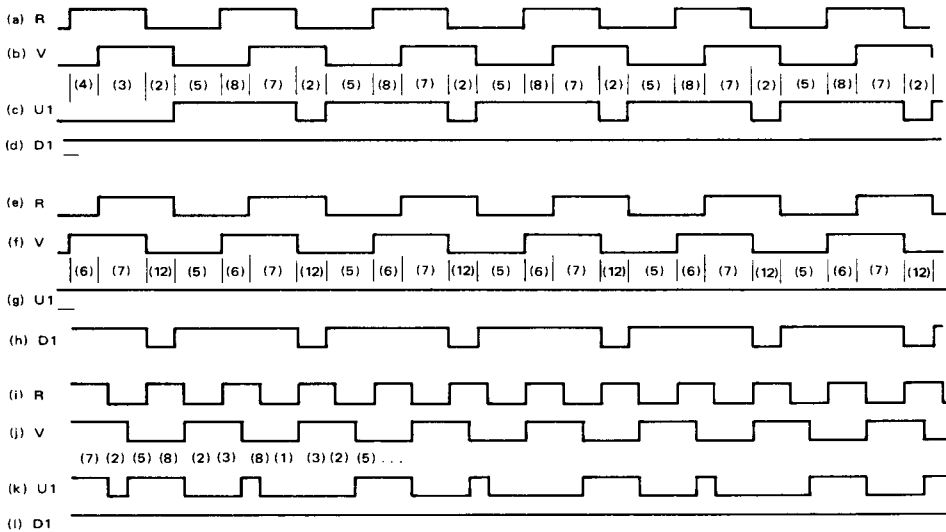 (a) R
(b) V
(4) (3) (2) (5) (8) (7) (2) (5) (8) (7) (2) (5) (8) (7) (2) (5) (8) (7) (2) (5) (8) (7) (2)
(c) U1
(d) D1
(e) R
(f) V
(6) (7) (12) (5) (6) (7) (12) (5) (6) (7) (12) (5) (6) (7) (12) (5) (6) (7) (12) (5) (6) (7) (12)
(g) U1
(h) D1
(i) R
(j) V
(7) (2) (5) (8) (2) (3) (8) (1) (3) (2) (5) ...
(k) U1
(l) D1